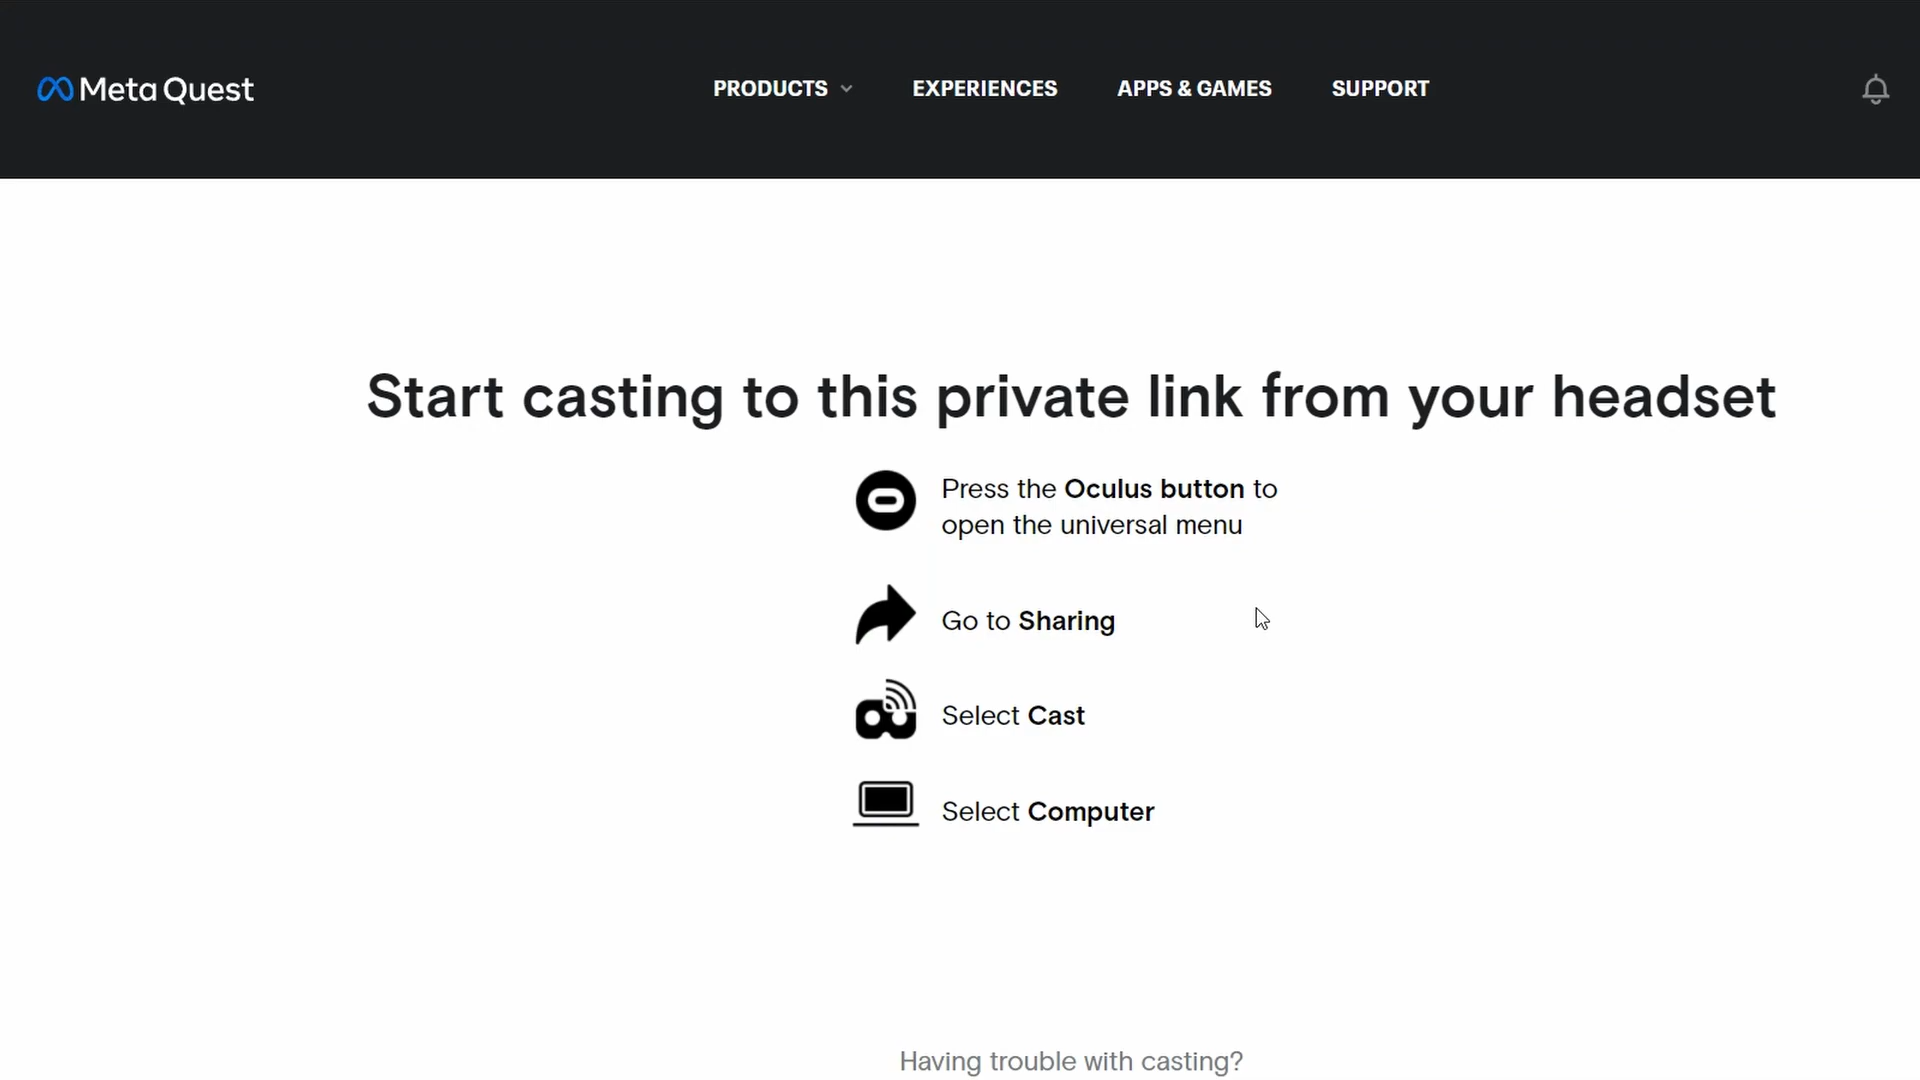 Meta Quest
PRODUCTS
EXPERIENCES
APPS & GAMES
SUPPORT
Start casting to this private link from your headset
Press the Oculus button to
open the universal menu
Go to Sharing
Select Cast
Select Computer
Having trouble with casting?